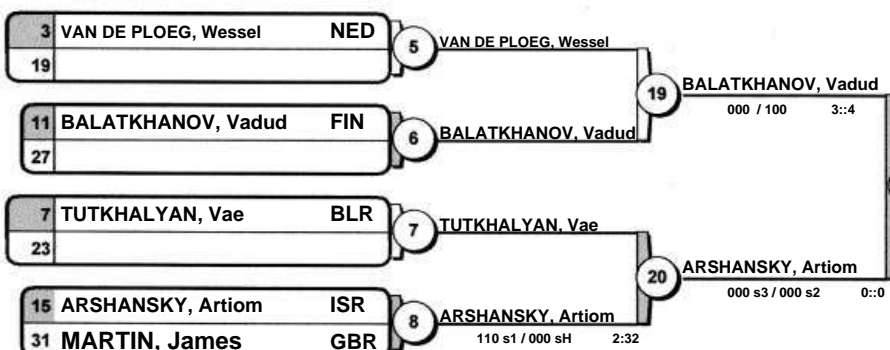 3 VAN DE PLOEG, Wessel NED
19
5
VAN DE PLOEG, Wessel
11 BALATKHANOV, Vadud FIN
27
6
BALATKHANOV, Vadud
19
BALATKHANOV, Vadud
000 / 100 3::4
7 TUTKHALYAN, Vae BLR
23
7
TUTKHALYAN, Vae
15 ARSHANSKY, Artiom ISR
31 MARTIN, James GBR
8
ARSHANSKY, Artiom
110 s1 / 000 sH 2:32
20
ARSHANSKY, Artiom
000 s3 / 000 s2 0::0